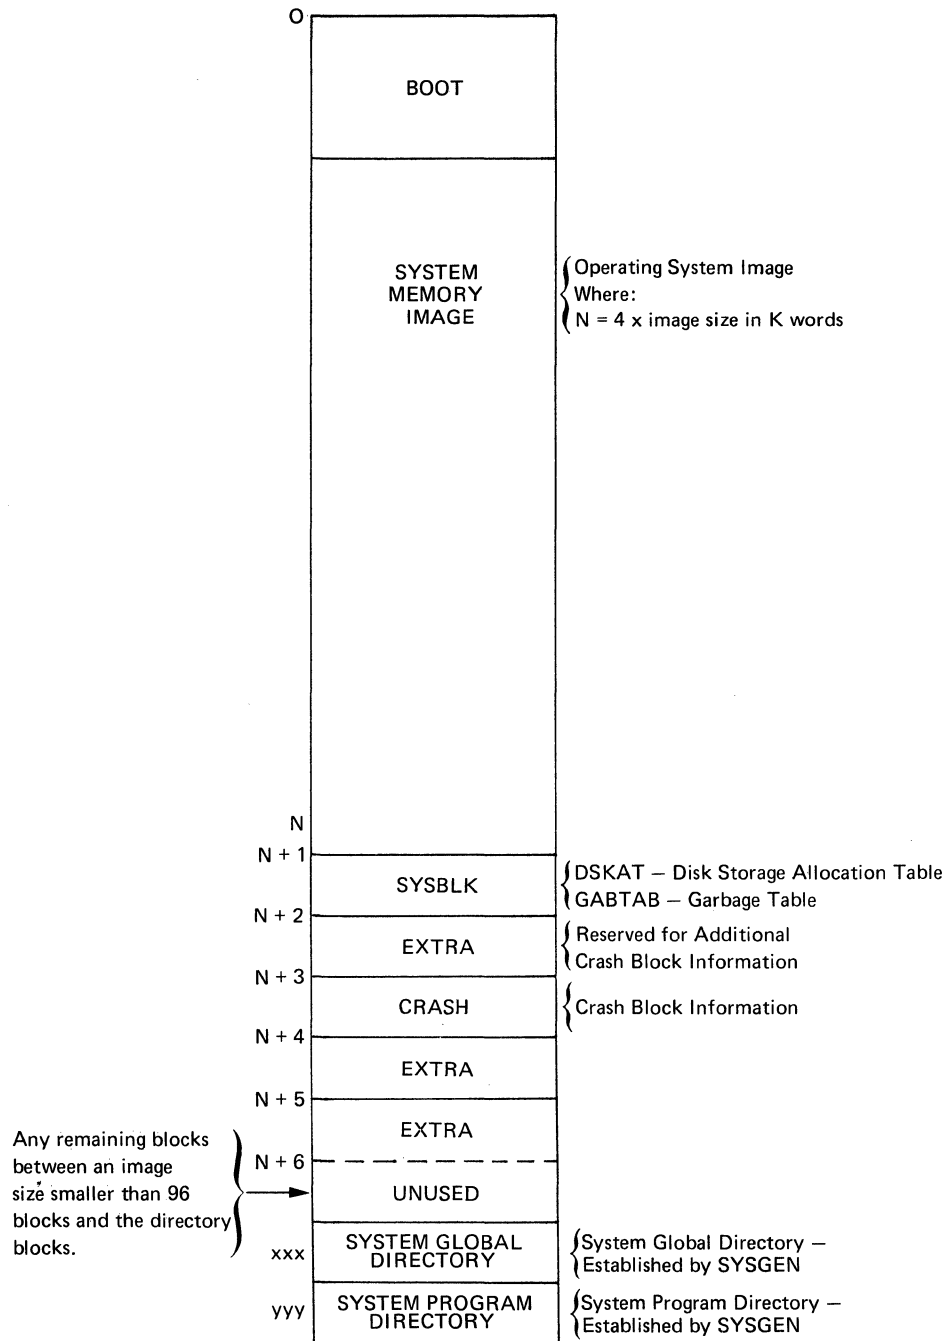 0
BOOT
SYSTEM
MEMORY
IMAGE
Operating System Image
Where:
N = 4 x image size in K words
N
N + 1
SYSBLK
DSKAT — Disk Storage Allocation Table
GABTAB — Garbage Table
N + 2
EXTRA
Reserved for Additional
Crash Block Information
N + 3
CRASH
Crash Block Information
N + 4
EXTRA
N + 5
EXTRA
Any remaining blocks
between an image
size smaller than 96
blocks and the directory
blocks.
N + 6
UNUSED
xxx
SYSTEM GLOBAL
DIRECTORY
System Global Directory —
Established by SYSGEN
yyy
SYSTEM PROGRAM
DIRECTORY
System Program Directory —
Established by SYSGEN